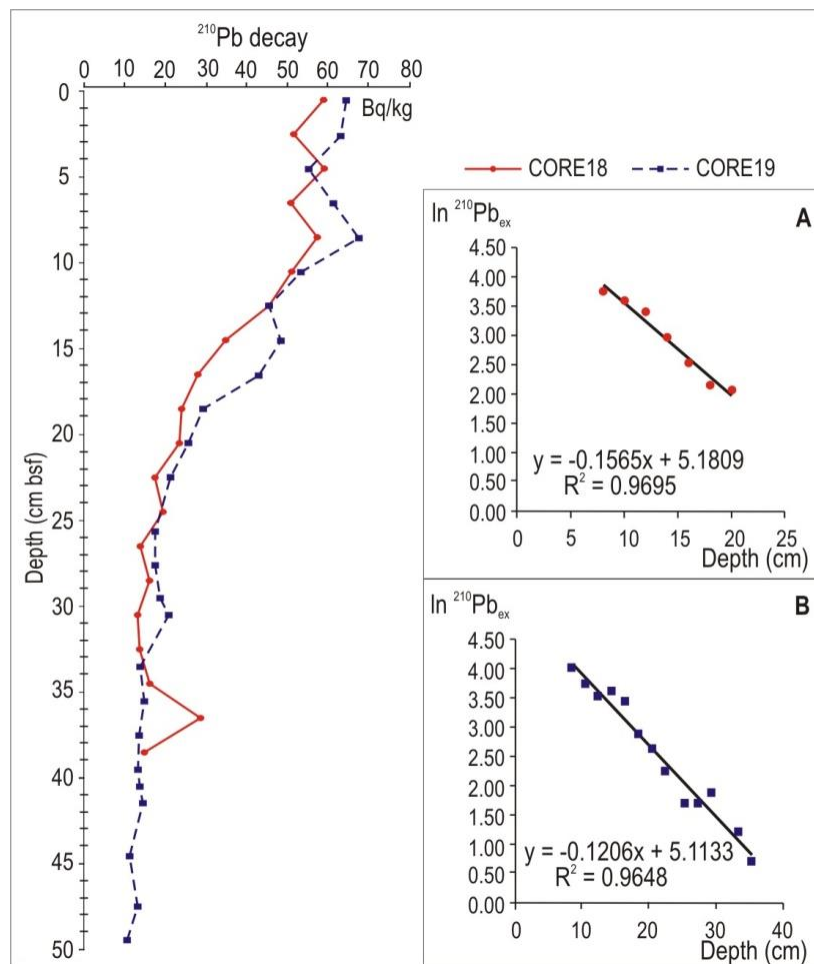 ²¹⁰Pb decay
0 10 20 30 40 50 60 70 80
Bq/kg
0
5
10
15
20
25
30
35
40
45
50
Depth (cm bsf)
CORE18 CORE19
ln ²¹⁰Pbₑₓ A
4.50
4.00
3.50
3.00
2.50
2.00
1.50
1.00
0.50
0.00
y = -0.1565x + 5.1809
R² = 0.9695
0 5 10 15 20 25
Depth (cm)
ln ²¹⁰Pbₑₓ B
4.50
4.00
3.50
3.00
2.50
2.00
1.50
1.00
0.50
0.00
y = -0.1206x + 5.1133
R² = 0.9648
0 10 20 30 40
Depth (cm)